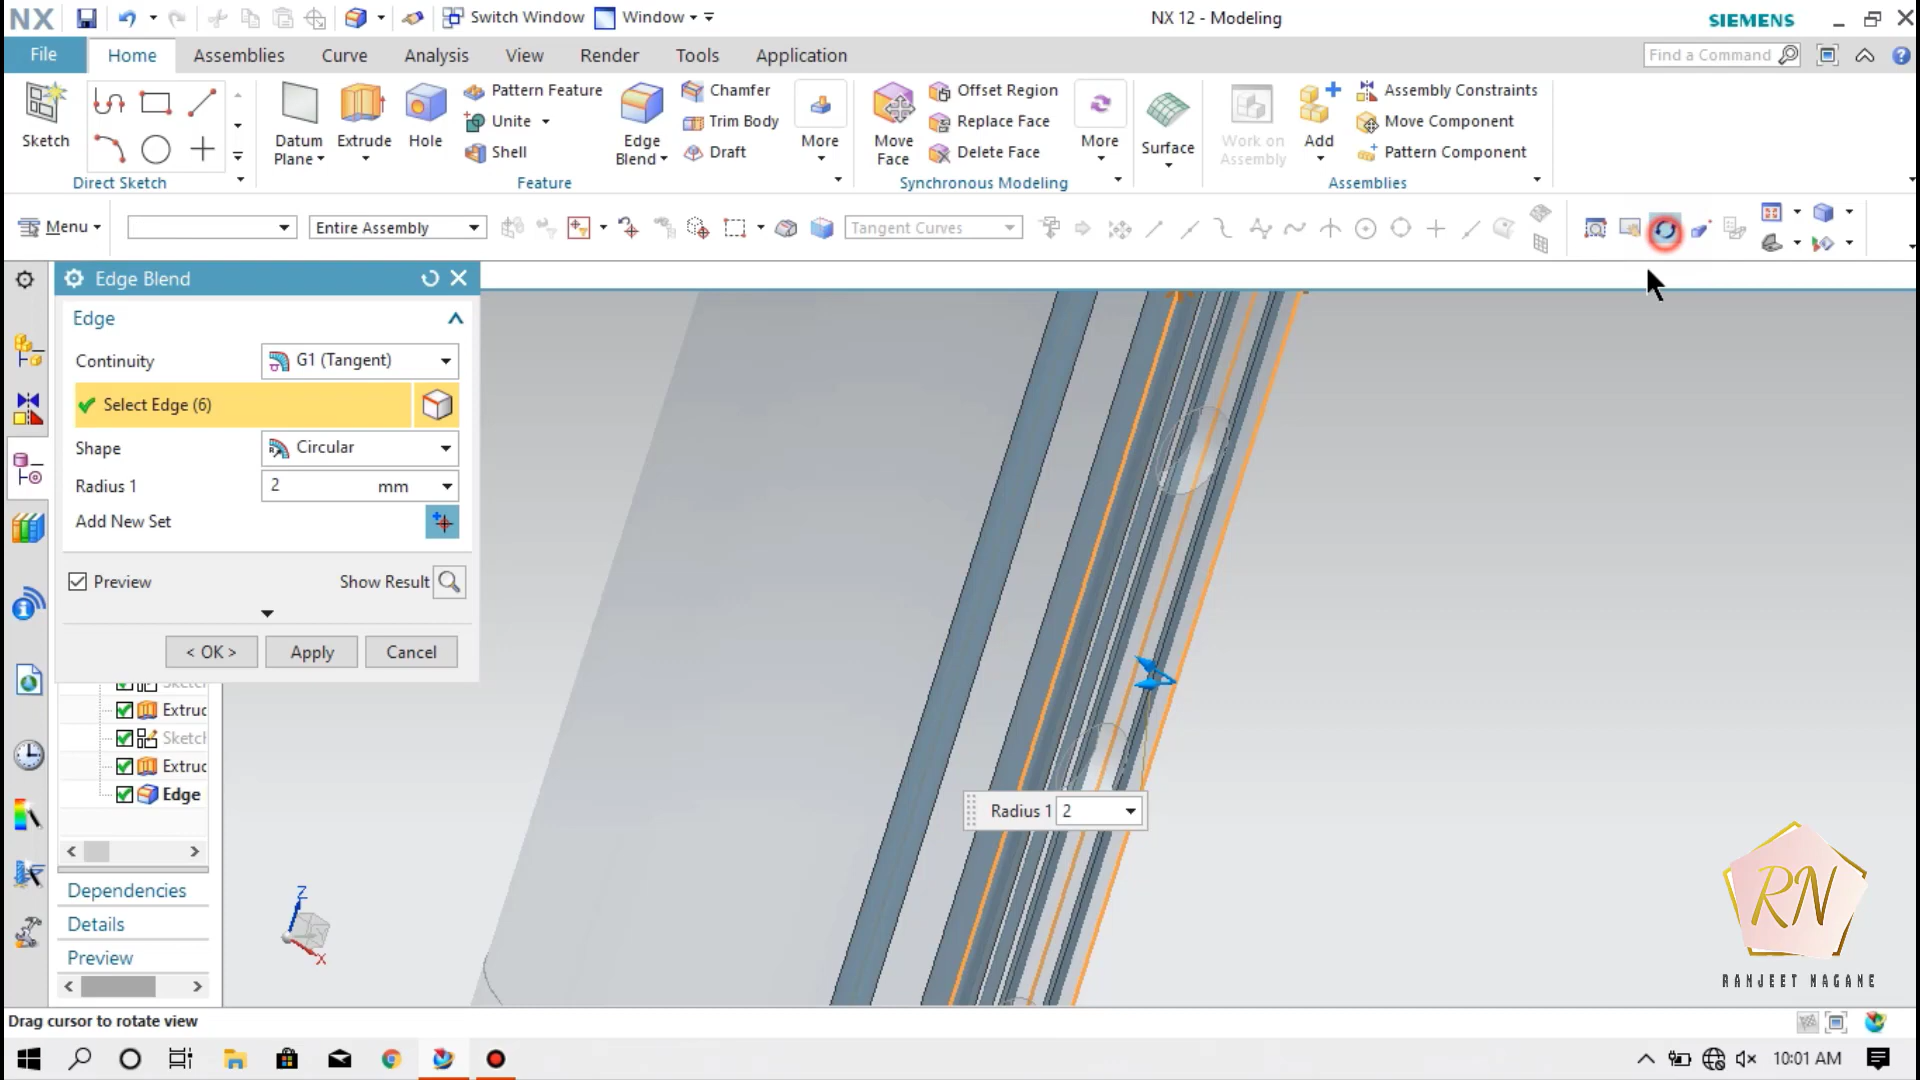 NX Switch Window Window NX 12 - Modeling SIEMENS
File Home Assemblies Curve Analysis View Render Tools Application Find a Command
Sketch
Direct Sketch
Datum Plane Extrude Hole Pattern Feature Unite Shell Edge Blend Chamfer Trim Body Draft More
Feature
Move Face Offset Region Replace Face Delete Face More
Synchronous Modeling
Surface
Work on Assembly Add Assembly Constraints Move Component Pattern Component
Assemblies
Menu Entire Assembly Tangent Curves
Edge Blend
Edge
Continuity G1 (Tangent)
Select Edge (6)
Shape Circular
Radius 1 2 mm
Add New Set
Preview Show Result
< OK > Apply Cancel
Extruc
Sketch
Extruc
Edge
Radius 1 2
Dependencies
Details
Preview
Z
X
RN
RANJEET NAGANE
Drag cursor to rotate view
10:01 AM